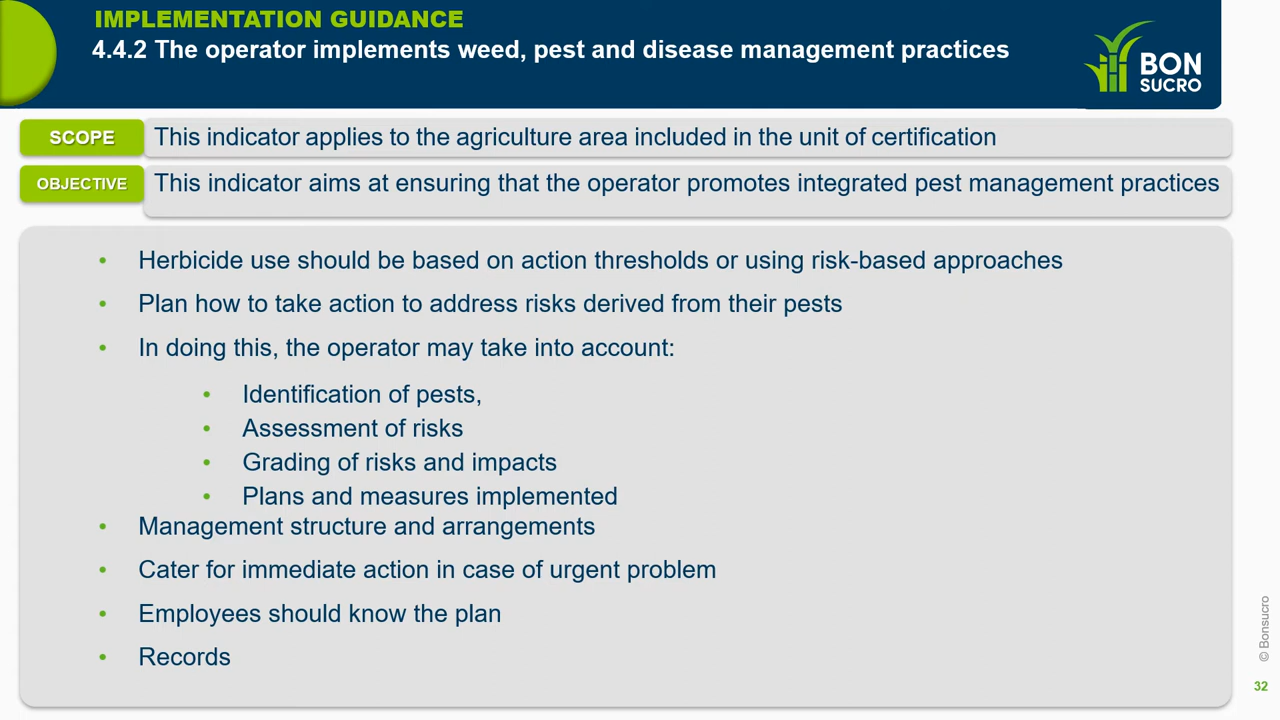 IMPLEMENTATION GUIDANCE
4.4.2 The operator implements weed, pest and disease management practices
BON
SUCRO
SCOPE
This indicator applies to the agriculture area included in the unit of certification
OBJECTIVE
This indicator aims at ensuring that the operator promotes integrated pest management practices
• Herbicide use should be based on action thresholds or using risk-based approaches
• Plan how to take action to address risks derived from their pests
• In doing this, the operator may take into account:
• Identification of pests,
• Assessment of risks
• Grading of risks and impacts
• Plans and measures implemented
• Management structure and arrangements
• Cater for immediate action in case of urgent problem
• Employees should know the plan
• Records
© Bonsucro
32